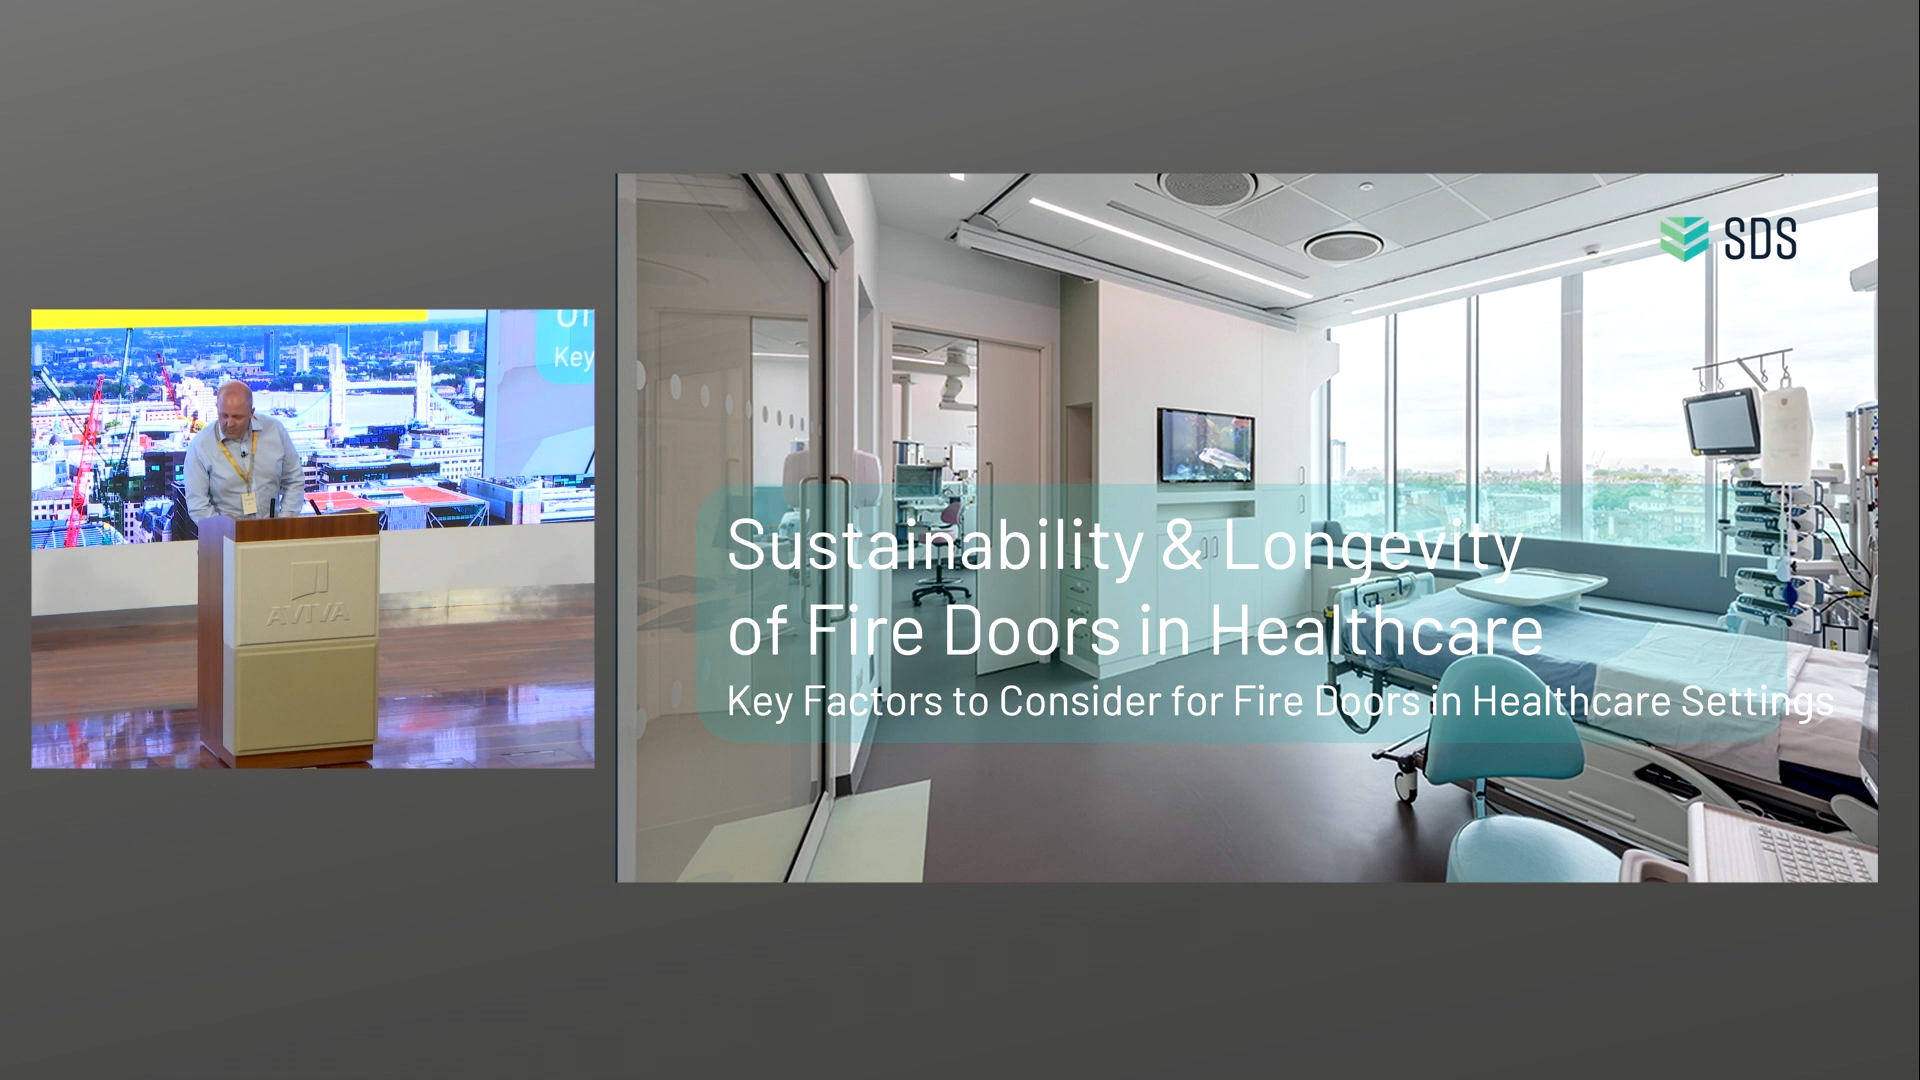 Key
AVIVA
SDS
Sustainability & Longevity
of Fire Doors in Healthcare
Key Factors to Consider for Fire Doors in Healthcare Settings